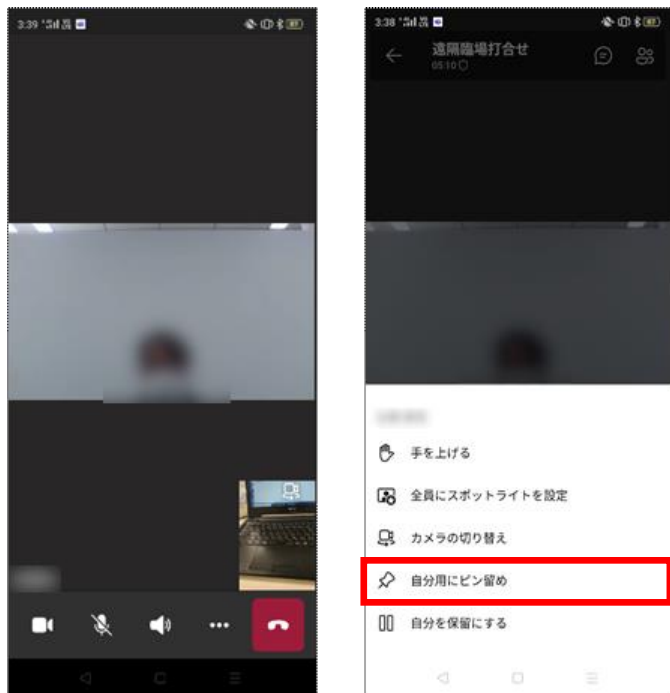 3:39
87
3:38
87
遠隔臨場打合せ
05:10
手を上げる
全員にスポットライトを設定
カメラの切り替え
自分用にピン留め
自分を保留にする